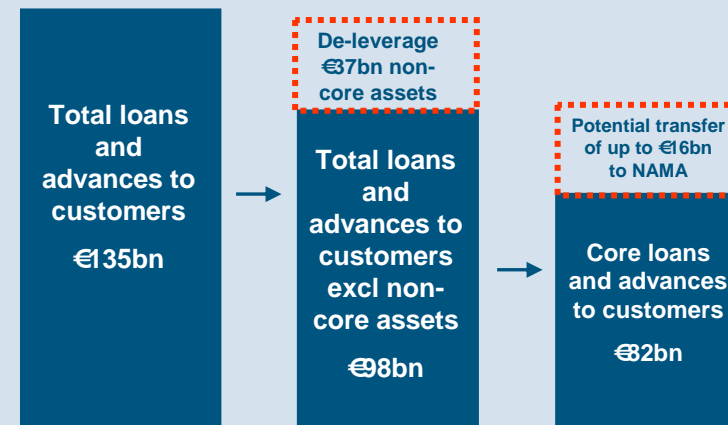 Total loans
and
advances to
customers
€135bn
De-leverage
€37bn non-
core assets
Total loans
and
advances to
customers
excl non-
core assets
€98bn
Potential transfer
of up to €16bn
to NAMA
Core loans
and advances
to customers
€82bn